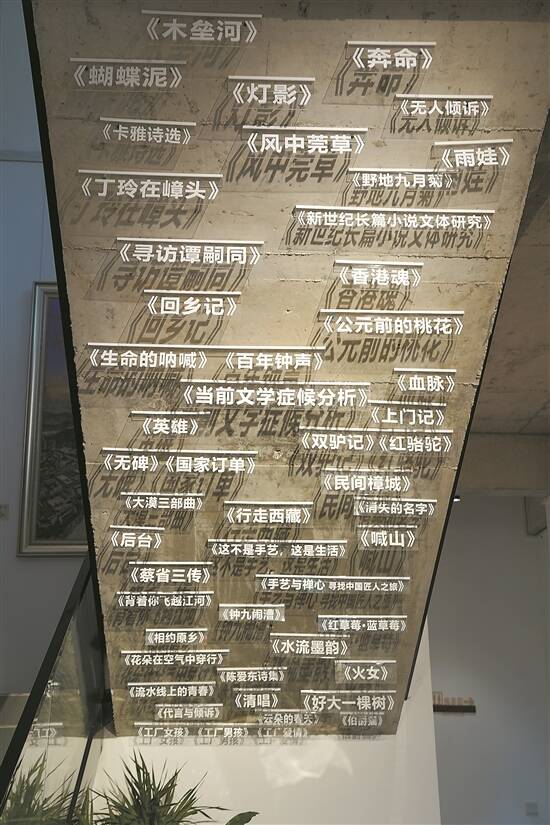 《木垒河》
《奔命》
《蝴蝶泥》
《灯影》
《无人倾诉》
《卡雅诗选》
《风中莞草》
《雨娃》
《野地九月菊》
《丁玲在嶂头》
《新世纪长篇小说文体研究》
《寻访谭嗣同》
《香港魂》
《回乡记》
《公元前的桃花》
《生命的呐喊》 《百年钟声》
《血脉》
《当前文学症候分析》
《上门记》
《英雄》
《双驴记》《红骆驼》
《无碑》《国家订单》
《民间樟城》
《大漠三部曲》
《行走西藏》
《消失的名字》
《后台》
《这不是手艺，这是生活》
《喊山》
《蔡省三传》
《手艺与禅心 寻找中国匠人之旅》
《背着你飞越江河》
《钟九闹漕》
《红草莓·蓝草莓》
《相约原乡》
《水流墨韵》
《花朵在空气中穿行》
《陈爱东诗集》
《火女》
《流水线上的青春》
《清唱》
《好大一棵树》
《代言与倾诉》
《云朵的看天》
《伯爵猫》
《工厂女孩》《工厂男孩》《工厂爱情》